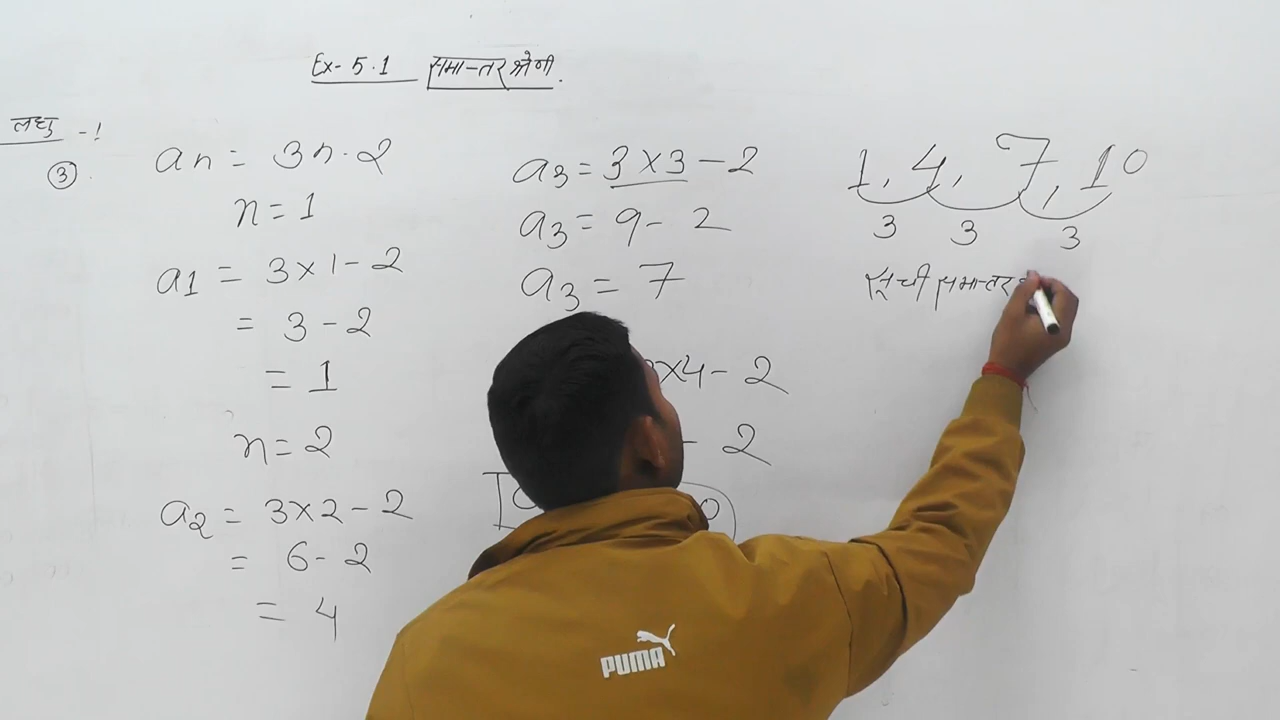 Ex- 5.1 समान्तर श्रेणी.
लघु -!
③.
an = 3n - 2
n = 1
a1 = 3×1-2
= 3-2
= 1
n = 2
a2 = 3×2-2
= 6-2
= 4
a3 = 3×3-2
a3 = 9-2
a3 = 7
×4-2
- 2
1, 4, 7, 10
3 3 3
सूची समान्तर
PUMA